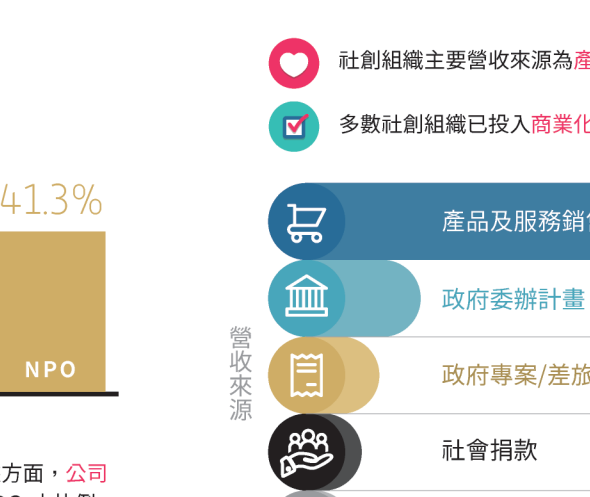 41.3%
NPO
方面，公司
社創組織主要營收來源為產
多數社創組織已投入商業化
營收來源
產品及服務銷售
政府委辦計畫
政府專案/差旅
社會捐款